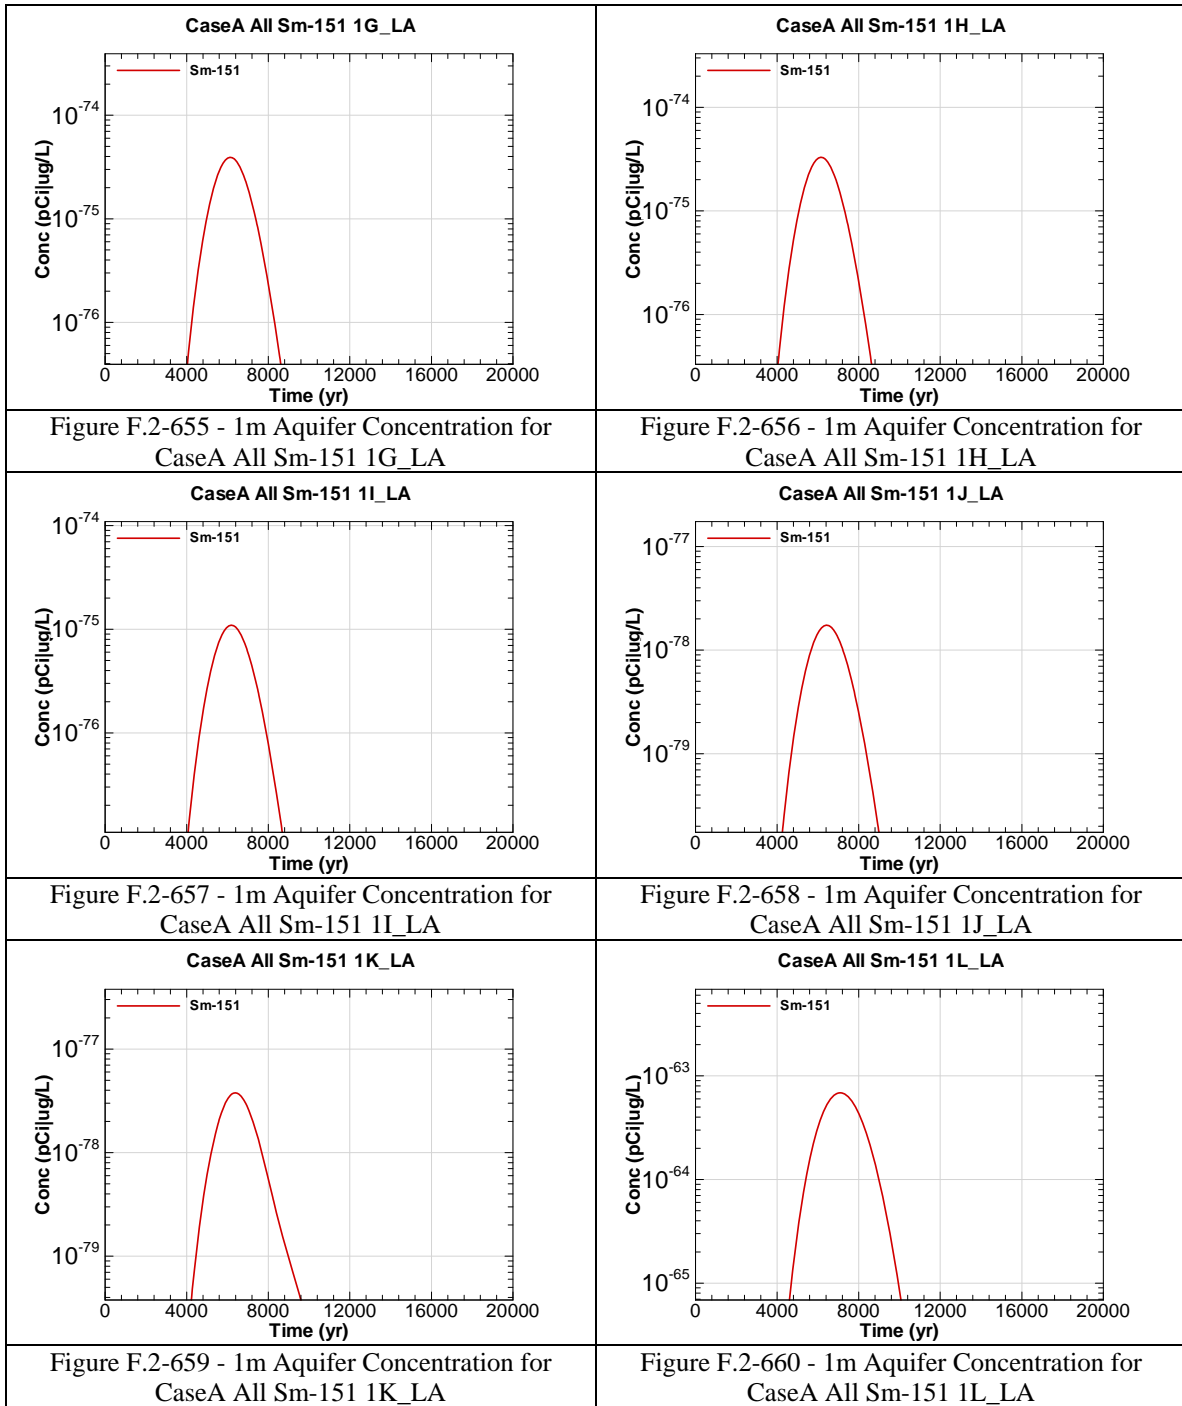 CaseA All Sm-151 1G_LA
Sm-151
10^-74
10^-75
10^-76
Conc (pCi|ug/L)
0 4000 8000 12000 16000 20000
Time (yr)
Figure F.2-655 - 1m Aquifer Concentration for
CaseA All Sm-151 1G_LA
CaseA All Sm-151 1H_LA
Sm-151
10^-74
10^-75
10^-76
Conc (pCi|ug/L)
0 4000 8000 12000 16000 20000
Time (yr)
Figure F.2-656 - 1m Aquifer Concentration for
CaseA All Sm-151 1H_LA
CaseA All Sm-151 1I_LA
Sm-151
10^-74
10^-75
10^-76
Conc (pCi|ug/L)
0 4000 8000 12000 16000 20000
Time (yr)
Figure F.2-657 - 1m Aquifer Concentration for
CaseA All Sm-151 1I_LA
CaseA All Sm-151 1J_LA
Sm-151
10^-77
10^-78
10^-79
Conc (pCi|ug/L)
0 4000 8000 12000 16000 20000
Time (yr)
Figure F.2-658 - 1m Aquifer Concentration for
CaseA All Sm-151 1J_LA
CaseA All Sm-151 1K_LA
Sm-151
10^-77
10^-78
10^-79
Conc (pCi|ug/L)
0 4000 8000 12000 16000 20000
Time (yr)
Figure F.2-659 - 1m Aquifer Concentration for
CaseA All Sm-151 1K_LA
CaseA All Sm-151 1L_LA
Sm-151
10^-63
10^-64
10^-65
Conc (pCi|ug/L)
0 4000 8000 12000 16000 20000
Time (yr)
Figure F.2-660 - 1m Aquifer Concentration for
CaseA All Sm-151 1L_LA